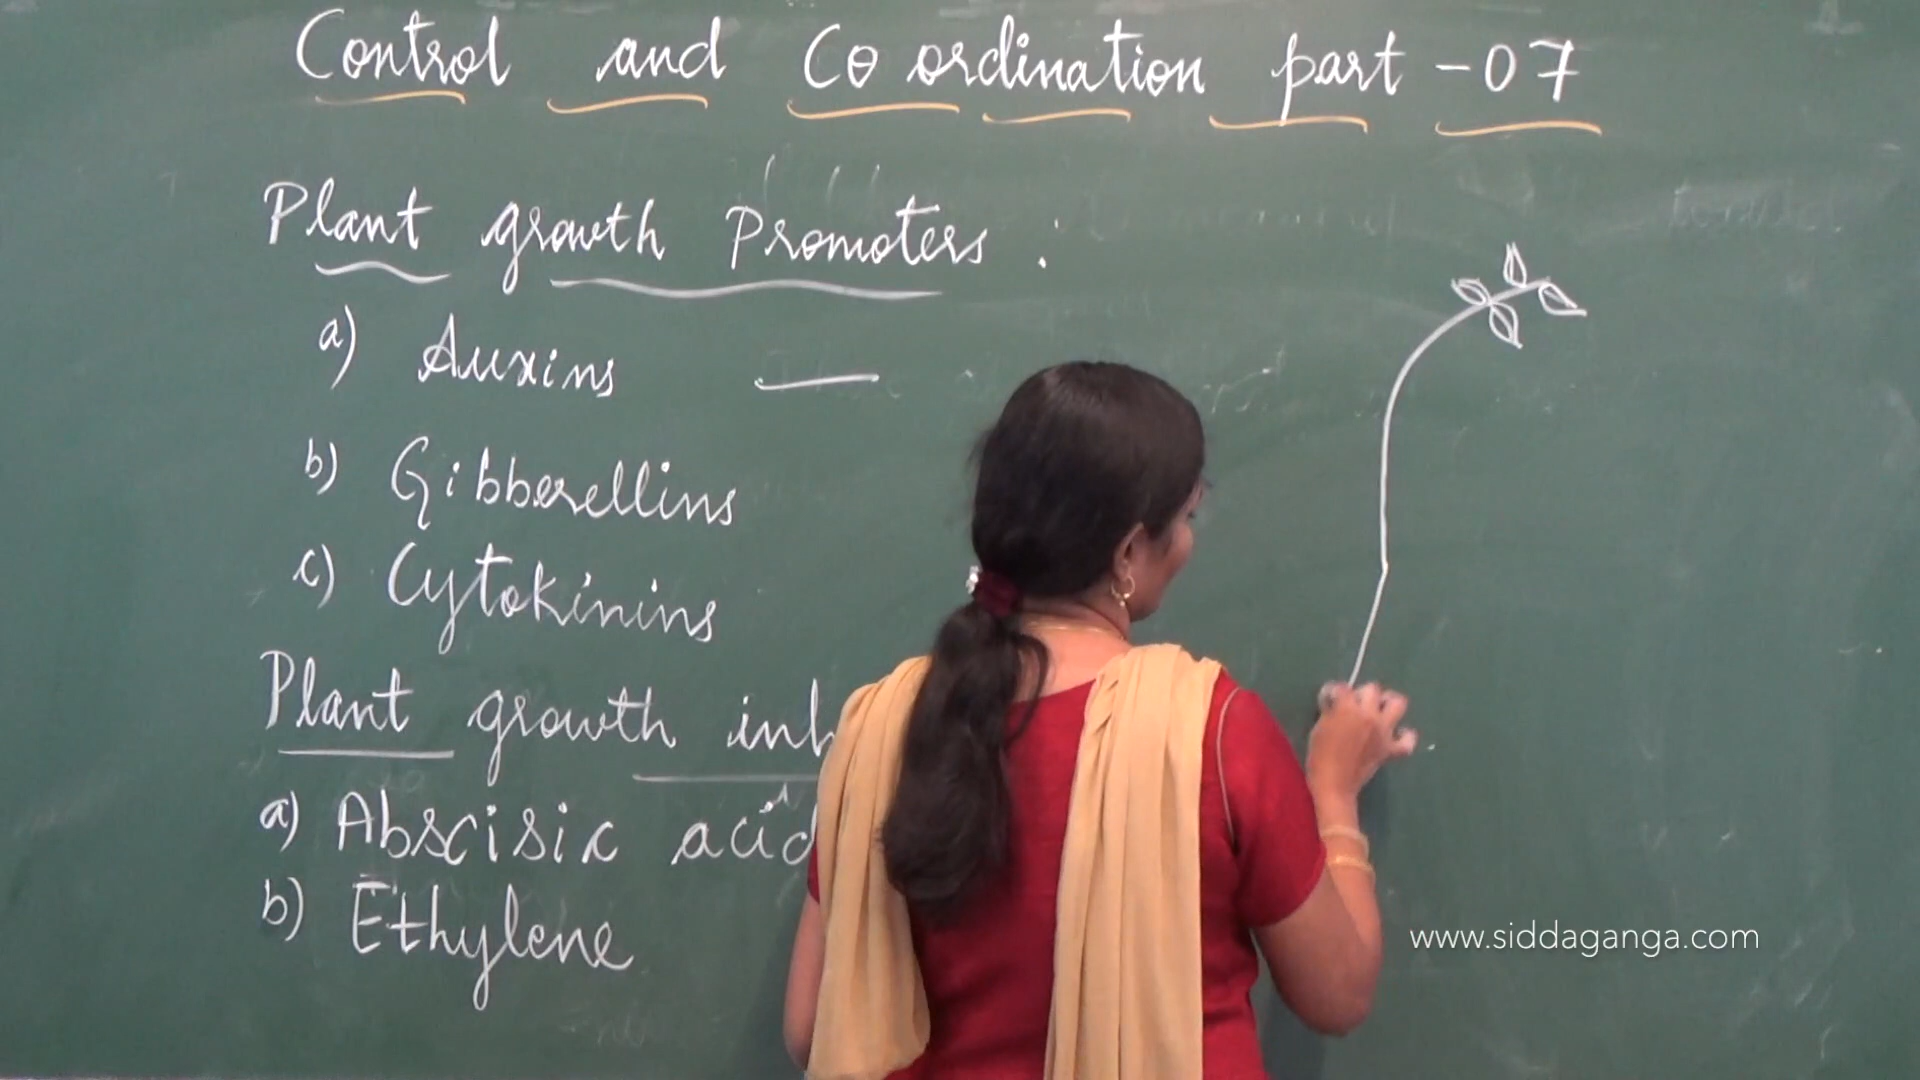 Control and Co ordination part - 07
Plant growth Promoters :
a) Auxins —
b) Gibberellins
c) Cytokinins
Plant growth inh
a) Abscisic acid
b) Ethylene
www.siddaganga.com